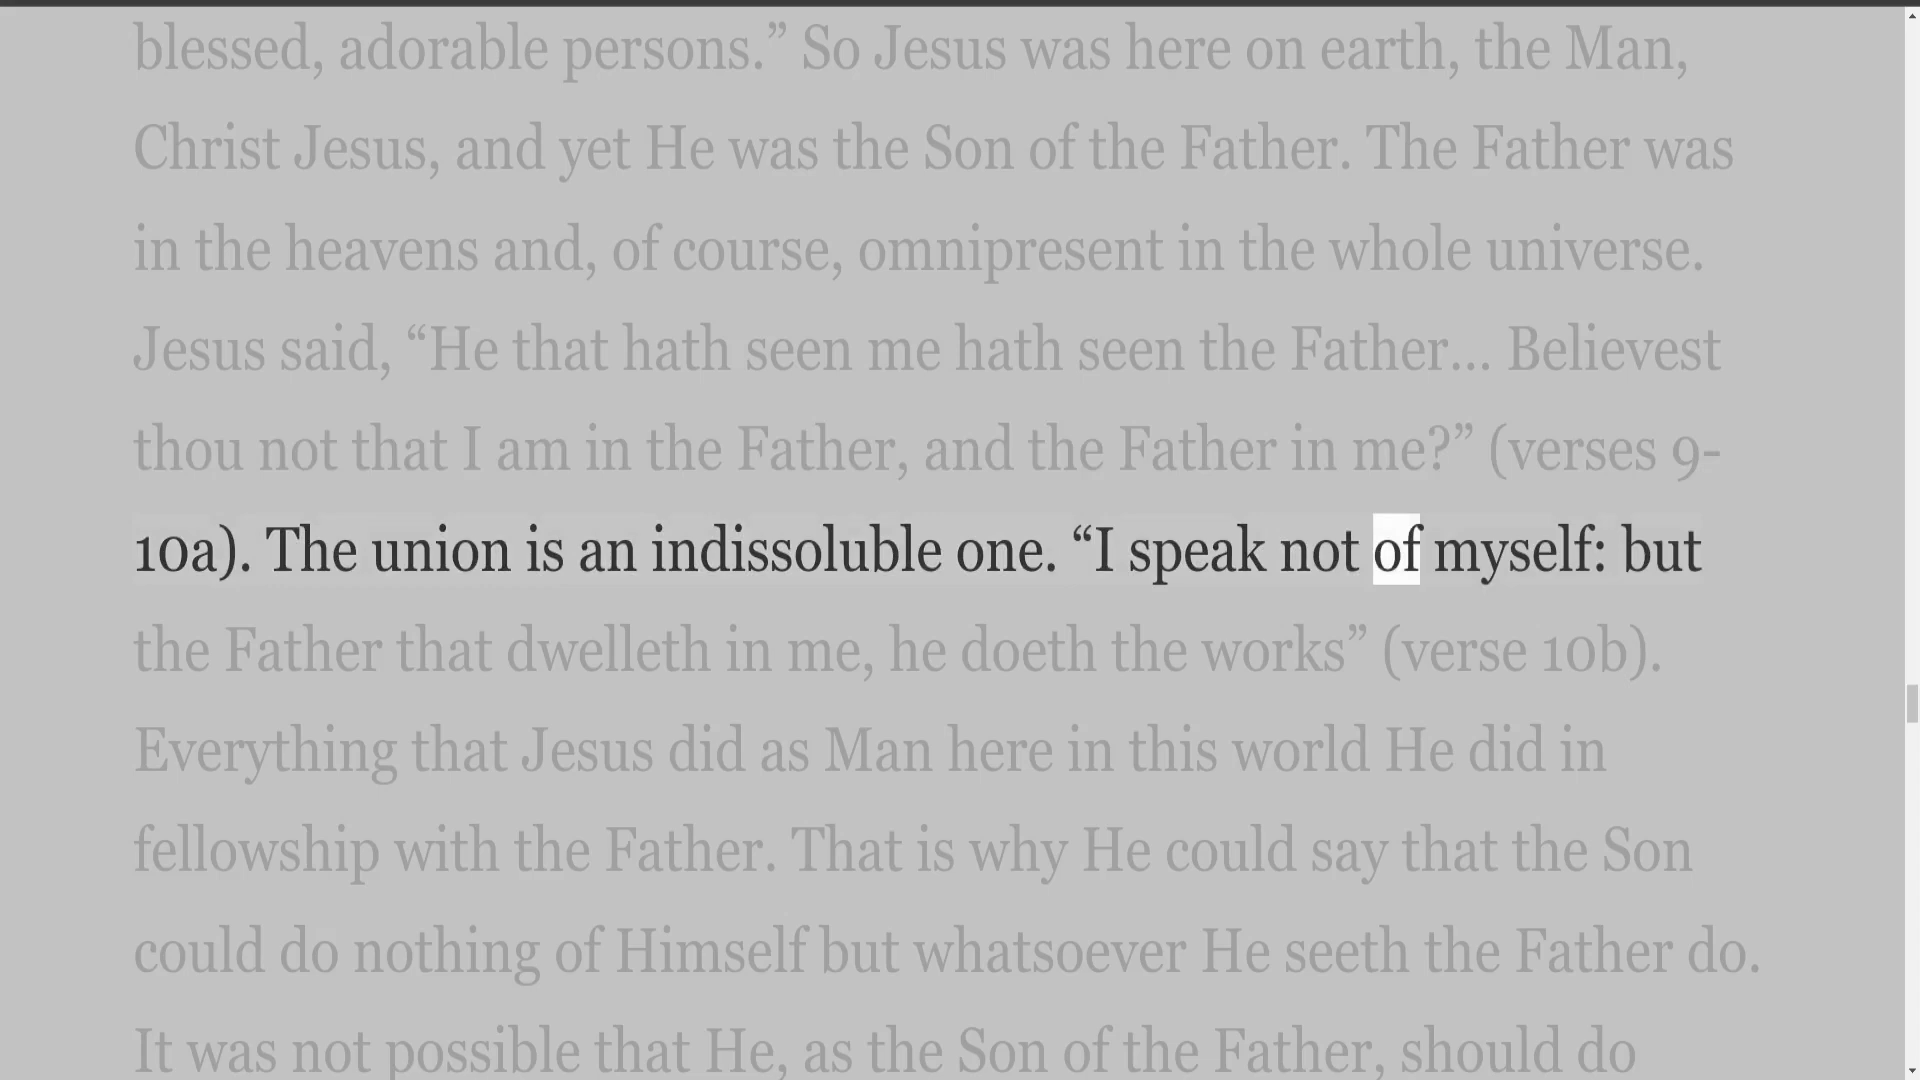 blessed, adorable persons.” So Jesus was here on earth, the Man,
Christ Jesus, and yet He was the Son of the Father. The Father was
in the heavens and, of course, omnipresent in the whole universe.
Jesus said, “He that hath seen me hath seen the Father... Believest
thou not that I am in the Father, and the Father in me?” (verses 9-
10a). The union is an indissoluble one. “I speak not of myself: but
the Father that dwelleth in me, he doeth the works” (verse 10b).
Everything that Jesus did as Man here in this world He did in
fellowship with the Father. That is why He could say that the Son
could do nothing of Himself but whatsoever He seeth the Father do.
It was not possible that He, as the Son of the Father, should do